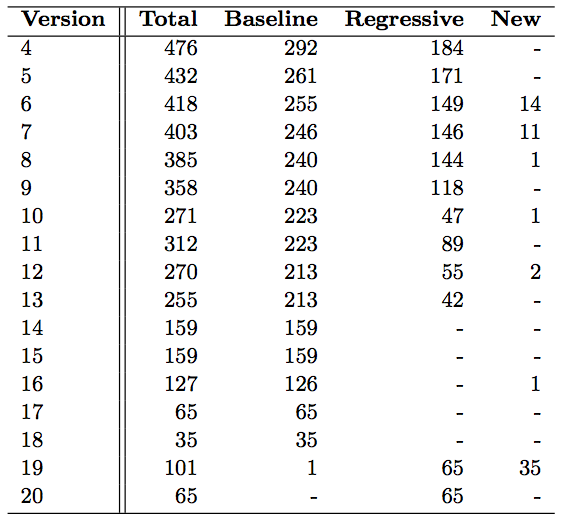 Version Total Baseline Regressive New
4 476 292 184 -
5 432 261 171 -
6 418 255 149 14
7 403 246 146 11
8 385 240 144 1
9 358 240 118 -
10 271 223 47 1
11 312 223 89 -
12 270 213 55 2
13 255 213 42 -
14 159 159 - -
15 159 159 - -
16 127 126 - 1
17 65 65 - -
18 35 35 - -
19 101 1 65 35
20 65 - 65 -